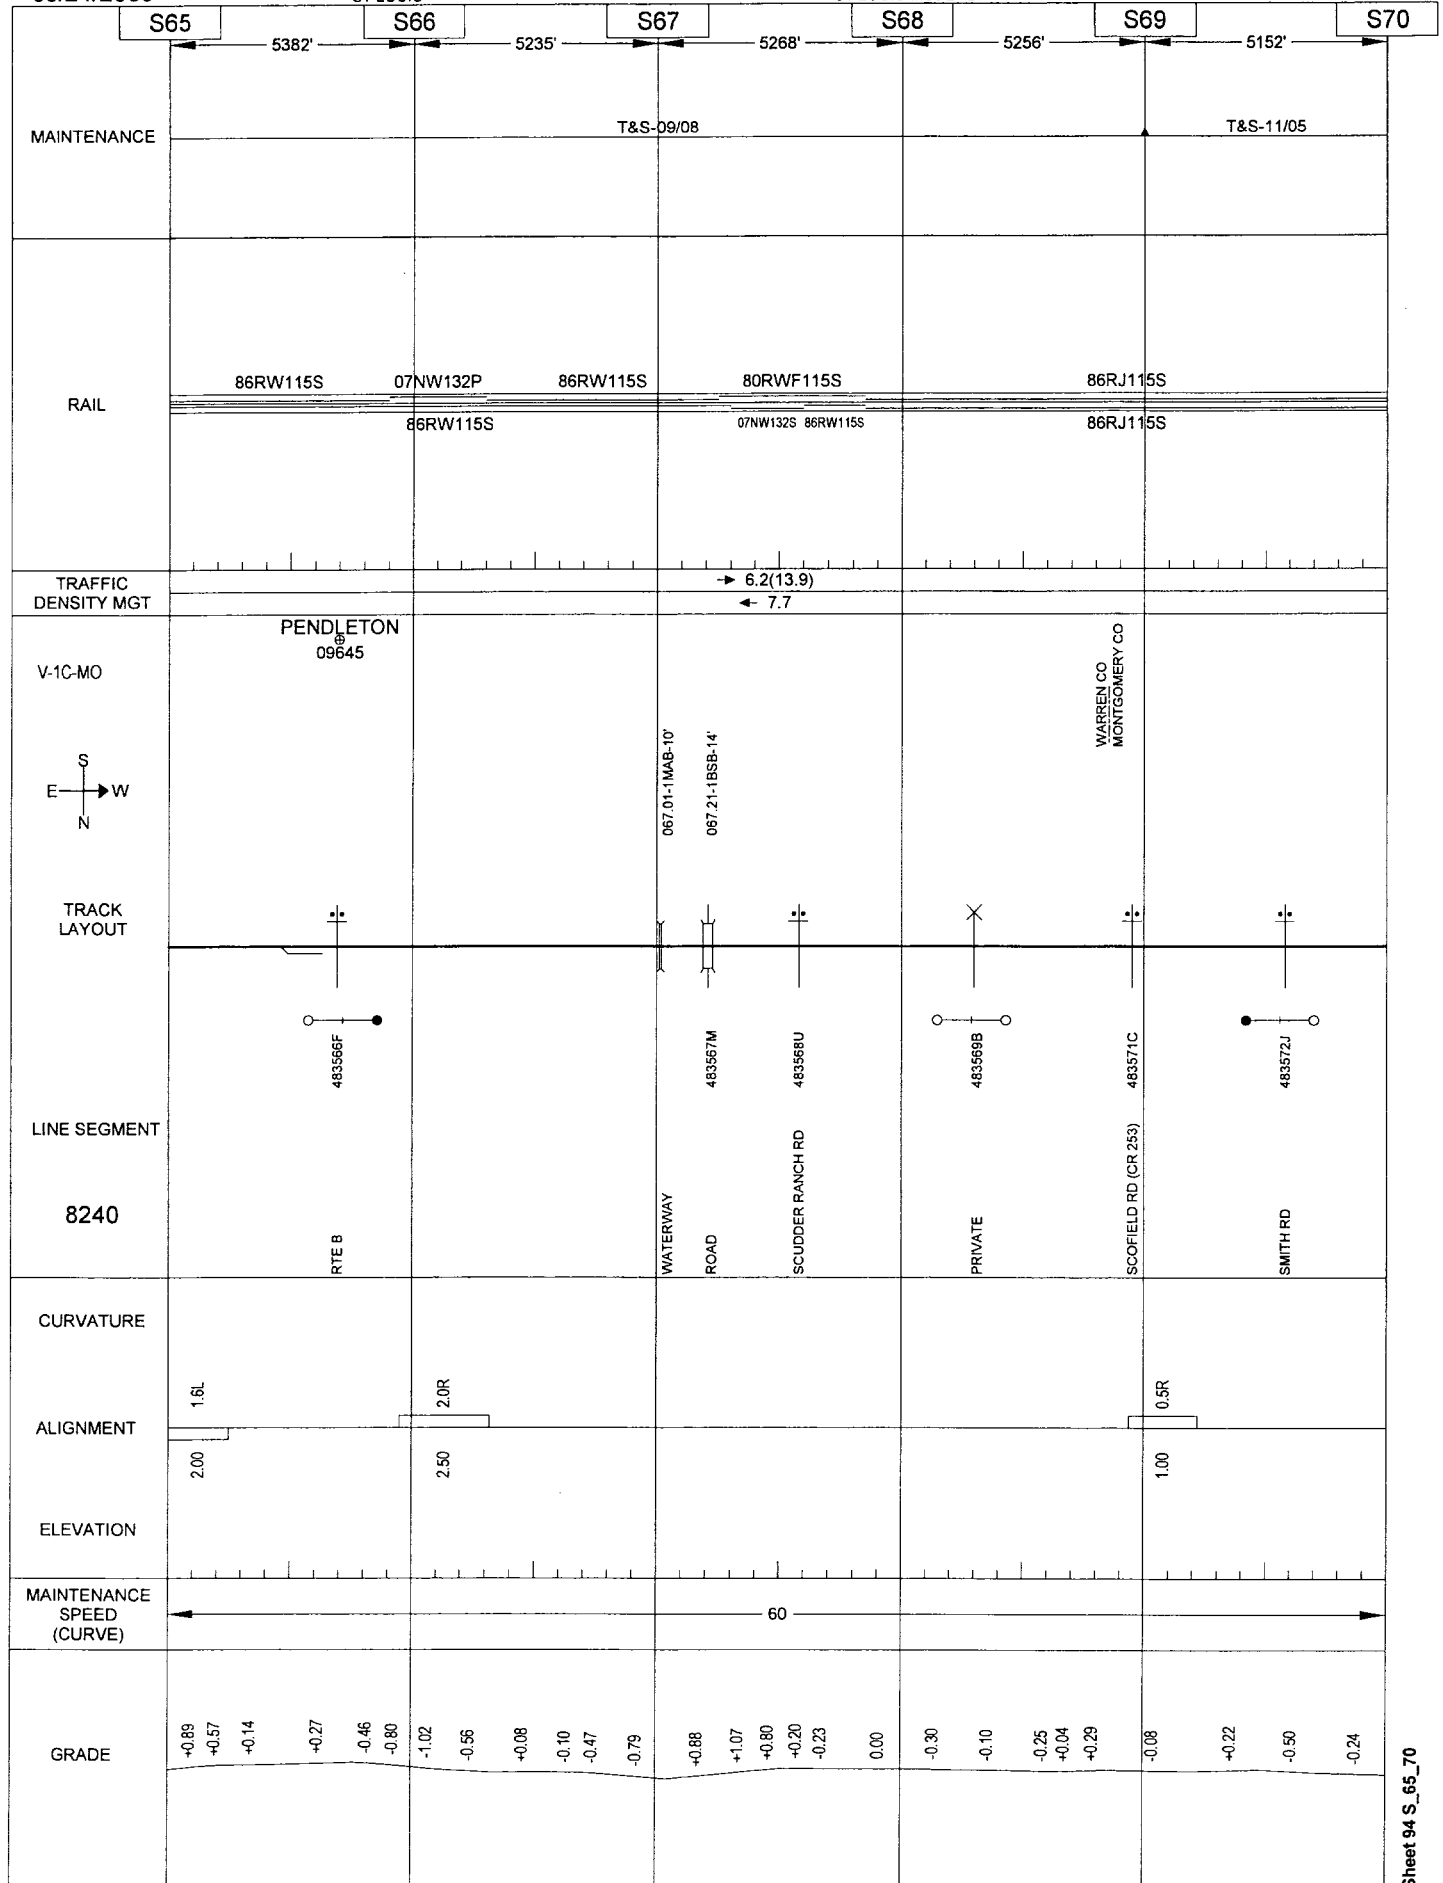 S65 S66 S67 S68 S69 S70
5382' 5235' 5268' 5256' 5152'
MAINTENANCE
T&S-09/08
T&S-11/05
RAIL
86RW115S 07NW132P 86RW115S 80RWF115S 86RJ115S
86RW115S 07NW132S 86RW115S 86RJ115S
TRAFFIC
DENSITY MGT
6.2(13.9)
7.7
V-1C-MO
PENDLETON
09645
WARREN CO
MONTGOMERY CO
S
E W
N
067.01-1MAB-10'
067.21-1BSB-14'
TRACK
LAYOUT
483566F
483567M
483568U
483569B
483571C
483572J
LINE SEGMENT
8240
RTE B
WATERWAY
ROAD
SCUDDER RANCH RD
PRIVATE
SCOFIELD RD (CR 253)
SMITH RD
CURVATURE
1.6L
2.0R
0.5R
ALIGNMENT
2.00
2.50
1.00
ELEVATION
MAINTENANCE
SPEED
(CURVE)
60
GRADE
+0.89
+0.57
+0.14
+0.27
-0.46
-0.80
-1.02
-0.56
+0.08
-0.10
-0.47
-0.79
+0.88
+1.07
+0.80
+0.20
-0.23
0.00
-0.30
-0.10
-0.25
+0.04
+0.29
-0.08
+0.22
-0.50
-0.24
Sheet 94 S_65_70